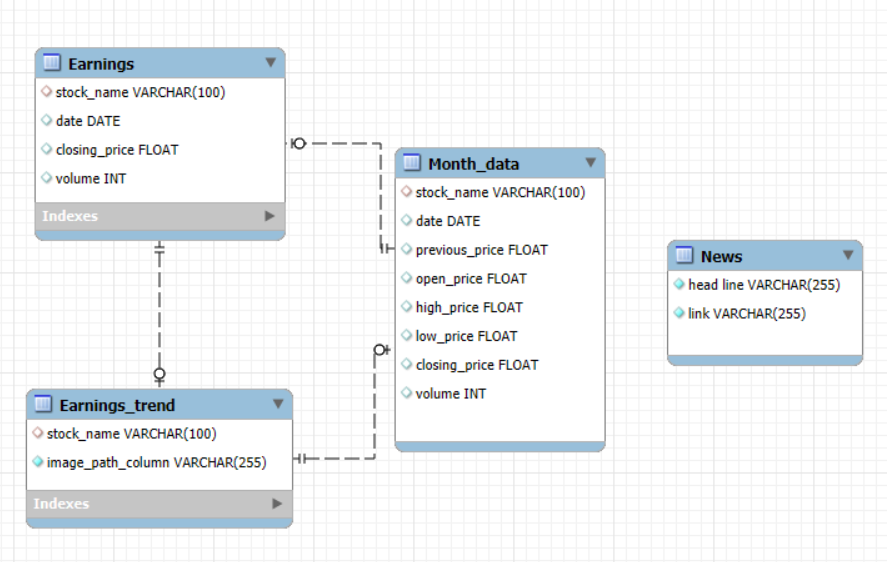 Earnings
stock_name VARCHAR(100)
date DATE
closing_price FLOAT
volume INT
Indexes
Month_data
stock_name VARCHAR(100)
date DATE
previous_price FLOAT
open_price FLOAT
high_price FLOAT
low_price FLOAT
closing_price FLOAT
volume INT
News
head line VARCHAR(255)
link VARCHAR(255)
Earnings_trend
stock_name VARCHAR(100)
image_path_column VARCHAR(255)
Indexes